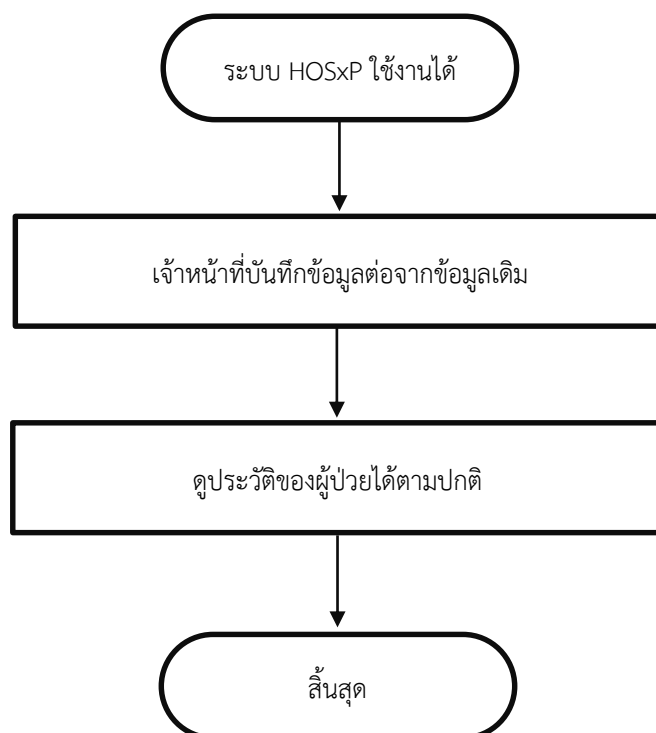 ระบบ HOSxP ใช้งานได้
เจ้าหน้าที่บันทึกข้อมูลต่อจากข้อมูลเดิม
ดูประวัติของผู้ป่วยได้ตามปกติ
สิ้นสุด